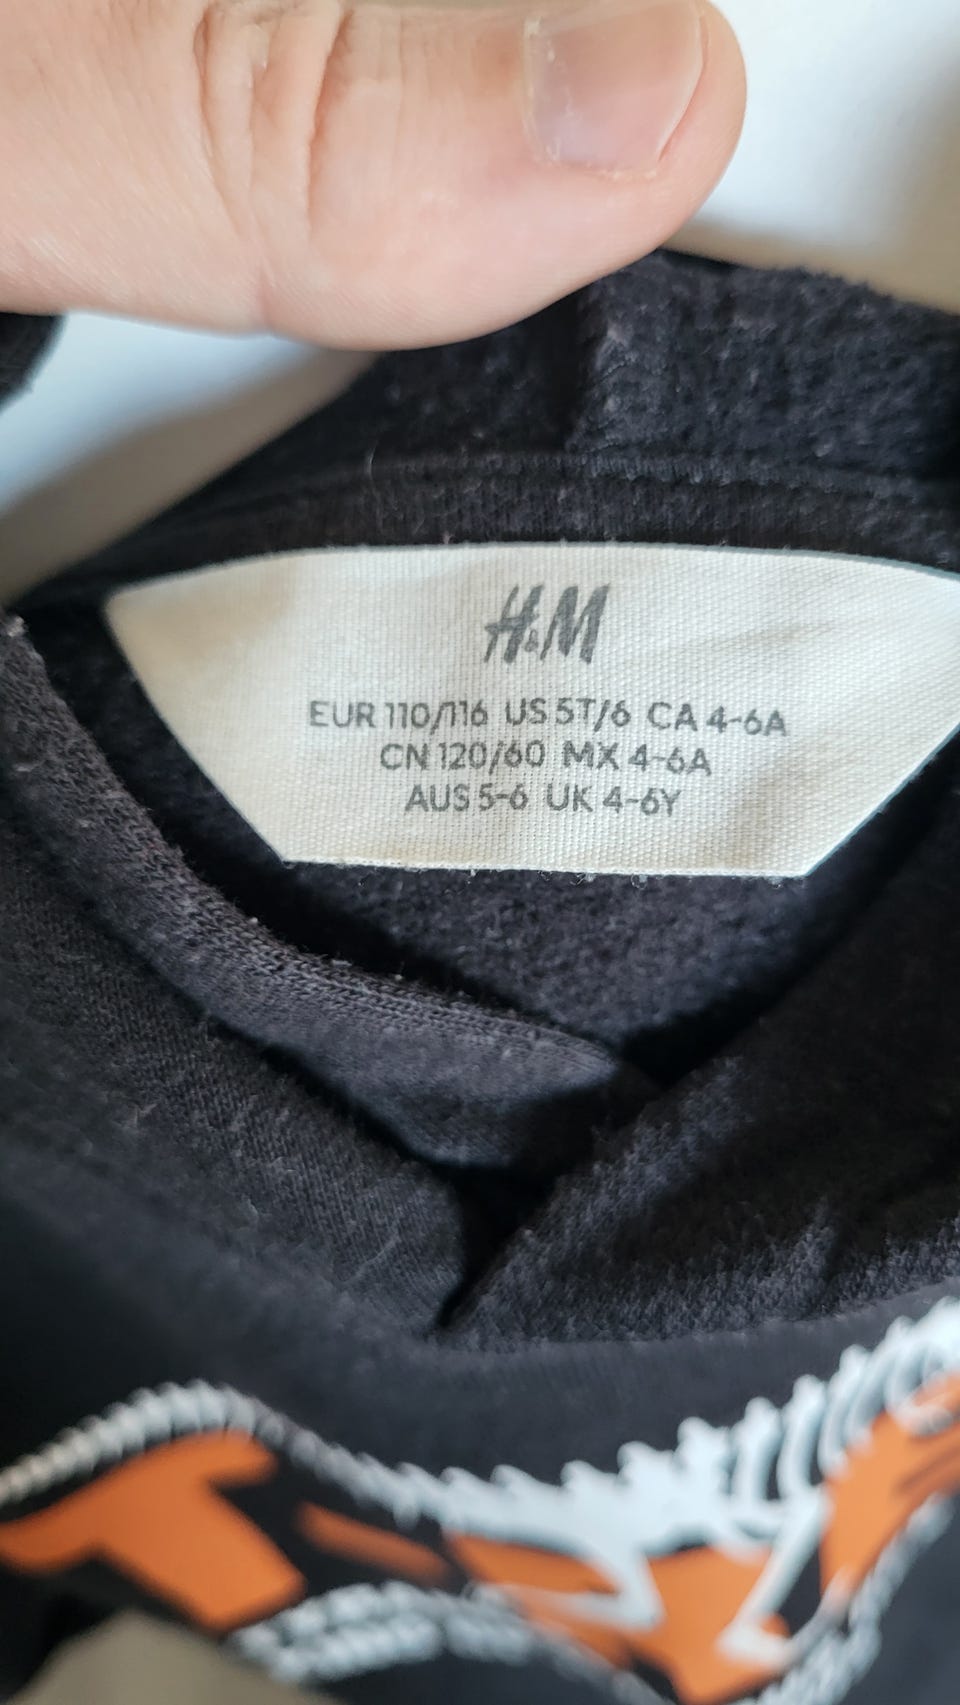 H&M
EUR 110/116 US 5T/6 CA 4-6A
CN 120/60 MX 4-6A
AUS 5-6 UK 4-6Y